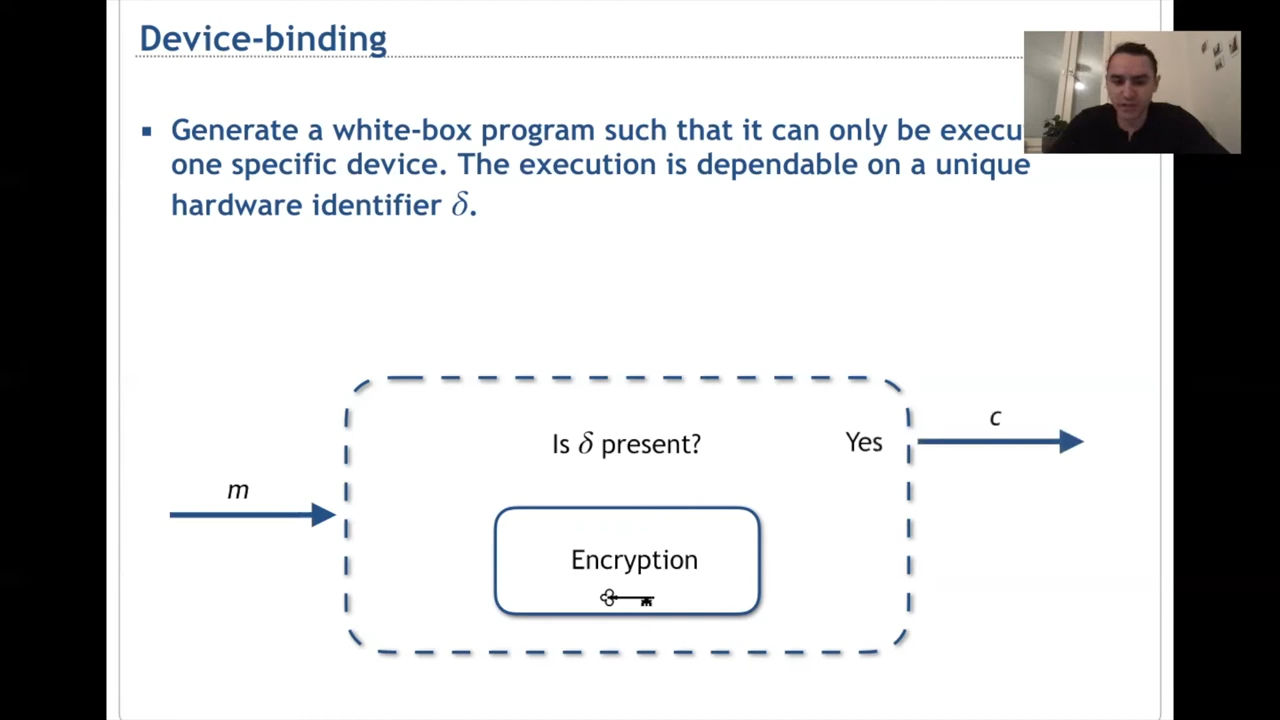 Device-binding
▪ Generate a white-box program such that it can only be
one specific device. The execution is dependable on a unique
hardware identifier δ.
c
Is δ present?
Yes
m
Encryption